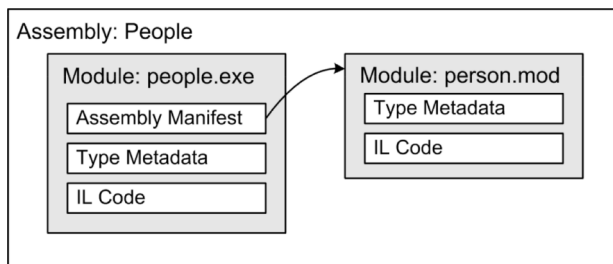 Assembly: People
Module: people.exe
Assembly Manifest
Type Metadata
IL Code
Module: person.mod
Type Metadata
IL Code